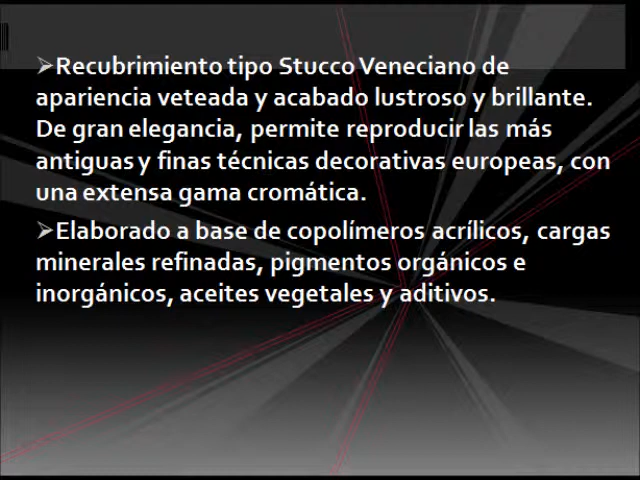 ➢Recubrimiento tipo Stucco Veneciano de
apariencia veteada y acabado lustroso y brillante.
De gran elegancia, permite reproducir las más
antiguas y finas técnicas decorativas europeas, con
una extensa gama cromática.
➢Elaborado a base de copolímeros acrílicos, cargas
minerales refinadas, pigmentos orgánicos e
inorgánicos, aceites vegetales y aditivos.